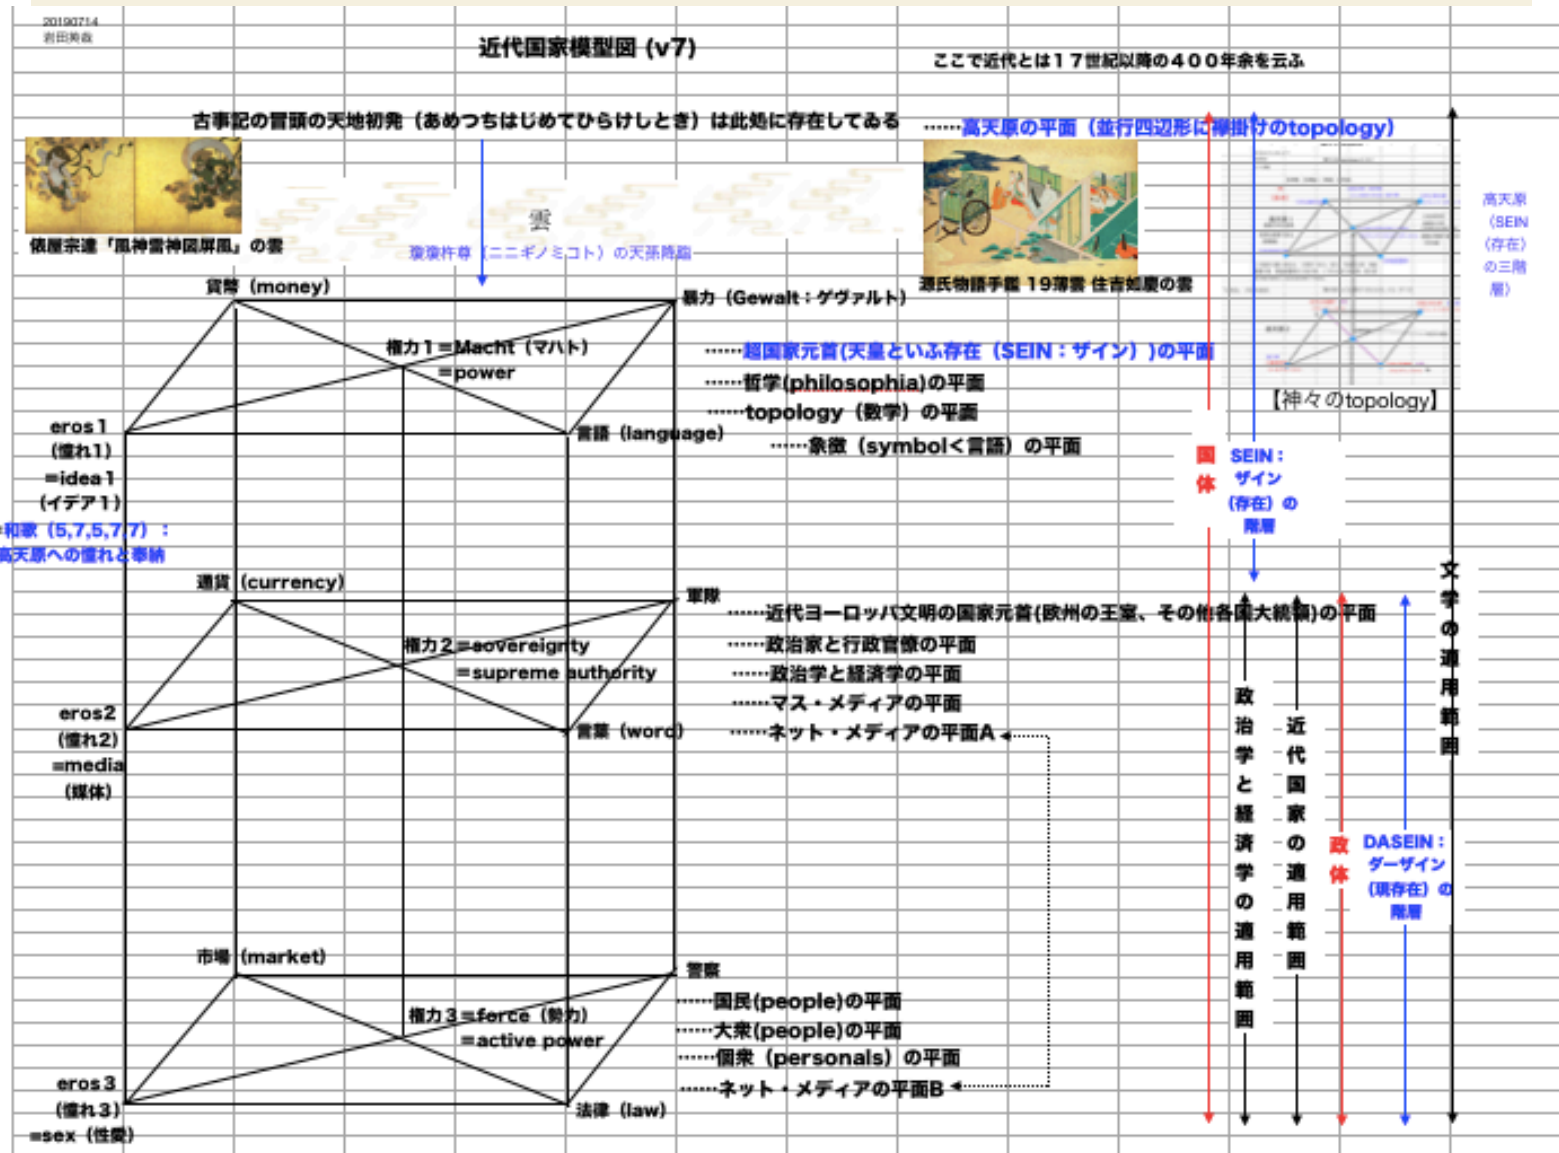 20190714
岩田英哉
近代国家模型図 (v7)
ここで近代とは17世紀以降の400年余を云ふ
古事記の冒頭の天地初発（あめつちはじめてひらけしとき）は此処に存在してゐる
……高天原の平面（並行四辺形に襷掛けのtopology）
雲
俵屋宗達「風神雷神図屏風」の雲
瓊瓊杵尊（ニニギノミコト）の天孫降臨
源氏物語手鑑 19薄雲 住吉如慶の雲
高天原
（SEIN
（存在）
の三階
層）
【神々のtopology】
貨幣（money）
暴力（Gewalt：ゲヴァルト）
権力1＝Macht（マハト）
＝power
eros1
（憧れ1）
=idea1
（イデア1）
=和歌（5,7,5,7,7）：
高天原への憧れと奉納
言語（language）
……超国家元首(天皇といふ存在（SEIN：ザイン）)の平面
……哲学(philosophia)の平面
……topology（数学）の平面
……象徴（symbol＜言語）の平面
国体
SEIN：
ザイン
（存在）の
階層
通貨（currency）
軍隊
権力2＝sovereignty
＝supreme authority
eros2
（憧れ2）
=media
（媒体）
言葉（word）
……近代ヨーロッパ文明の国家元首(欧州の王室、その他各国大統領)の平面
……政治家と行政官僚の平面
……政治学と経済学の平面
……マス・メディアの平面
……ネット・メディアの平面A
文学の適用範囲
政治学と経済学の適用範囲
近代国家の適用範囲
政体
DASEIN：
ダーザイン
（現存在）の
階層
市場（market）
警察
権力3＝force（勢力）
＝active power
eros3
（憧れ3）
=sex（性愛）
法律（law）
……国民(people)の平面
……大衆(people)の平面
……個衆（personals）の平面
……ネット・メディアの平面B